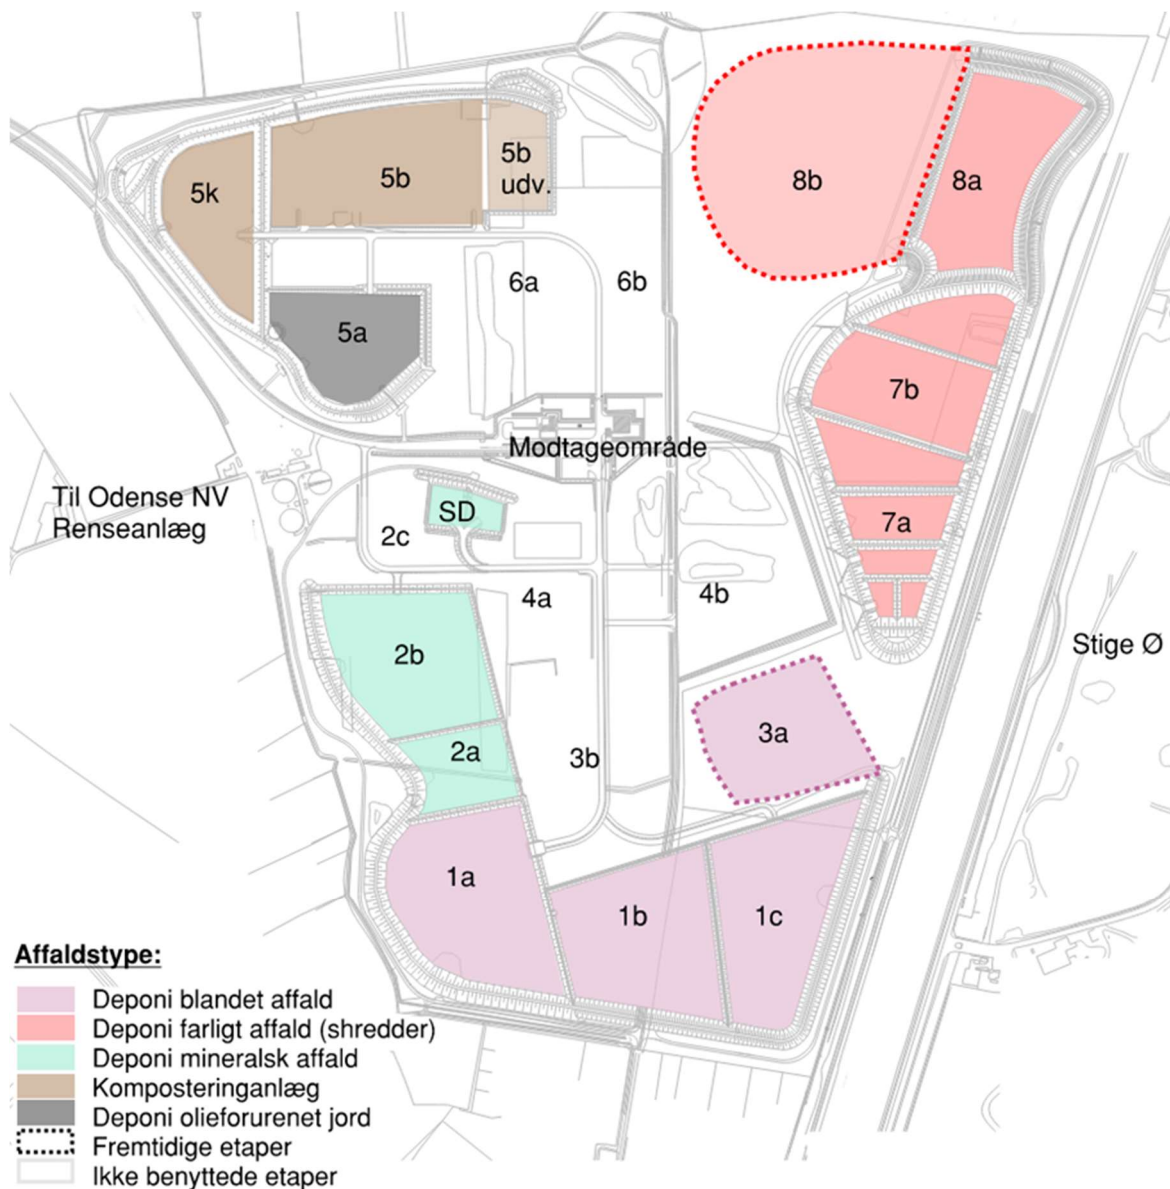 5k
5b
5b
udv.
8b
8a
6a
6b
5a
7b
Modtageområde
Til Odense NV
Renseanlæg
SD
2c
7a
4a
4b
2b
Stige Ø
2a
3b
3a
1a
1b
1c
Affaldstype:
Deponi blandet affald
Deponi farligt affald (shredder)
Deponi mineralsk affald
Komposteringanlæg
Deponi olieforurenet jord
Fremtidige etaper
Ikke benyttede etaper